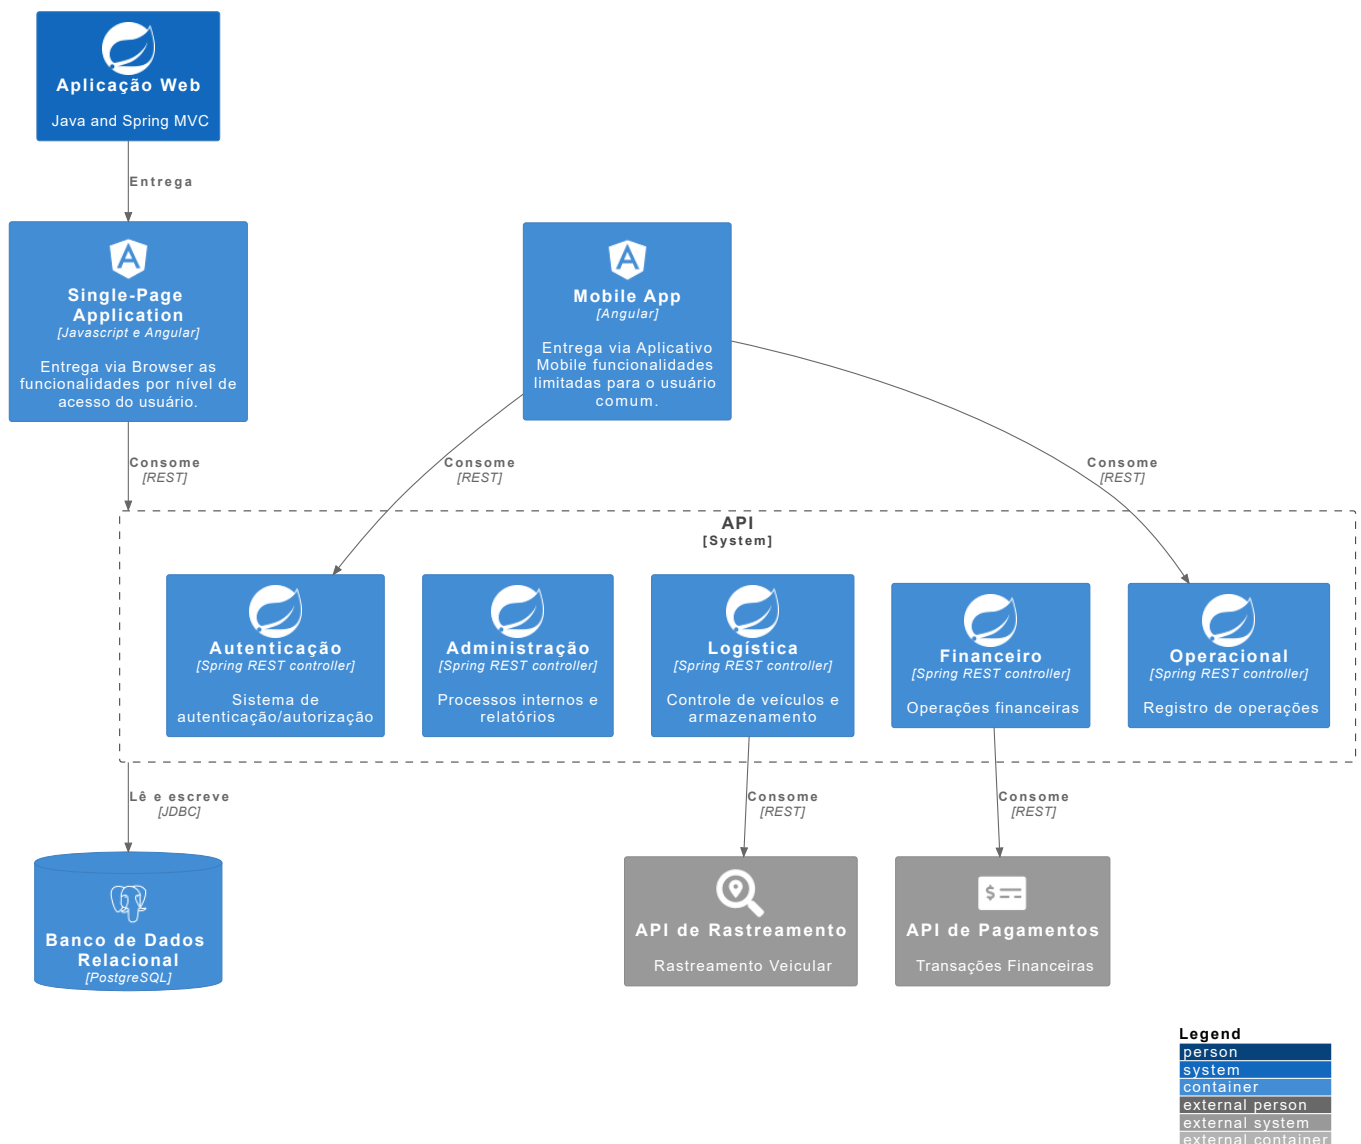 Aplicação Web
Java and Spring MVC
Entrega
Single-Page
Application
[Javascript e Angular]
Entrega via Browser as
funcionalidades por nível de
acesso do usuário.
Mobile App
[Angular]
Entrega via Aplicativo
Mobile funcionalidades
limitadas para o usuário
comum.
Consome
[REST]
Consome
[REST]
Consome
[REST]
API
[System]
Autenticação
[Spring REST controller]
Sistema de
autenticação/autorização
Administração
[Spring REST controller]
Processos internos e
relatórios
Logística
[Spring REST controller]
Controle de veículos e
armazenamento
Financeiro
[Spring REST controller]
Operações financeiras
Operacional
[Spring REST controller]
Registro de operações
Lê e escreve
[JDBC]
Consome
[REST]
Consome
[REST]
Banco de Dados
Relacional
[PostgreSQL]
API de Rastreamento
Rastreamento Veicular
API de Pagamentos
Transações Financeiras
Legend
person
system
container
external person
external system
external container